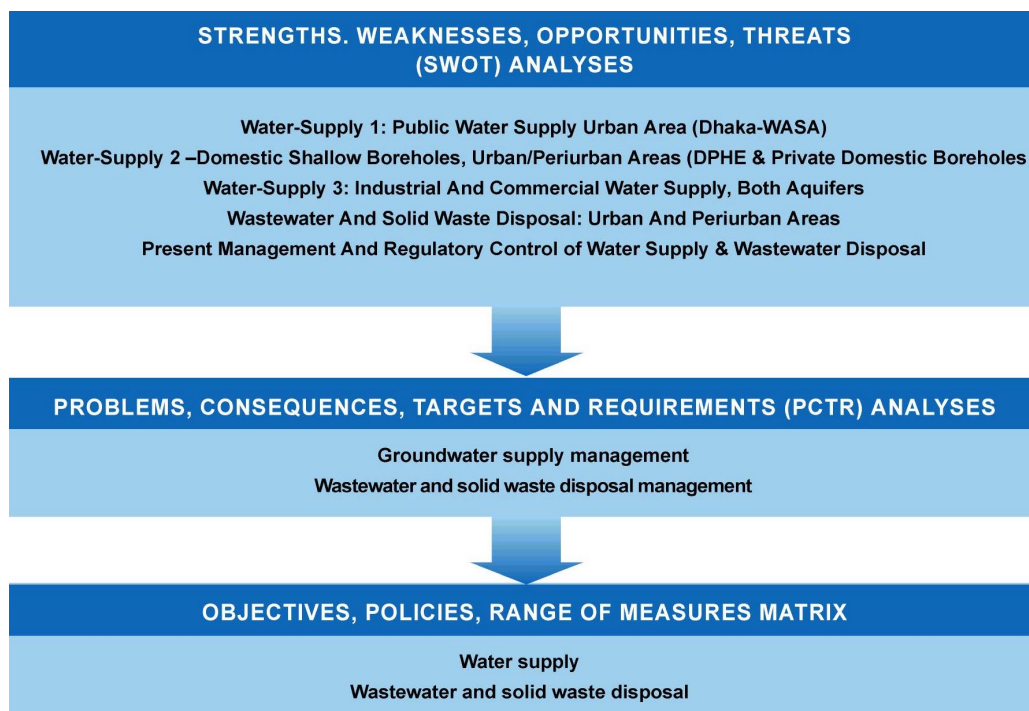 STRENGTHS. WEAKNESSES, OPPORTUNITIES, THREATS
(SWOT) ANALYSES
Water-Supply 1: Public Water Supply Urban Area (Dhaka-WASA)
Water-Supply 2 –Domestic Shallow Boreholes, Urban/Periurban Areas (DPHE & Private Domestic Boreholes
Water-Supply 3: Industrial And Commercial Water Supply, Both Aquifers
Wastewater And Solid Waste Disposal: Urban And Periurban Areas
Present Management And Regulatory Control of Water Supply & Wastewater Disposal
PROBLEMS, CONSEQUENCES, TARGETS AND REQUIREMENTS (PCTR) ANALYSES
Groundwater supply management
Wastewater and solid waste disposal management
OBJECTIVES, POLICIES, RANGE OF MEASURES MATRIX
Water supply
Wastewater and solid waste disposal